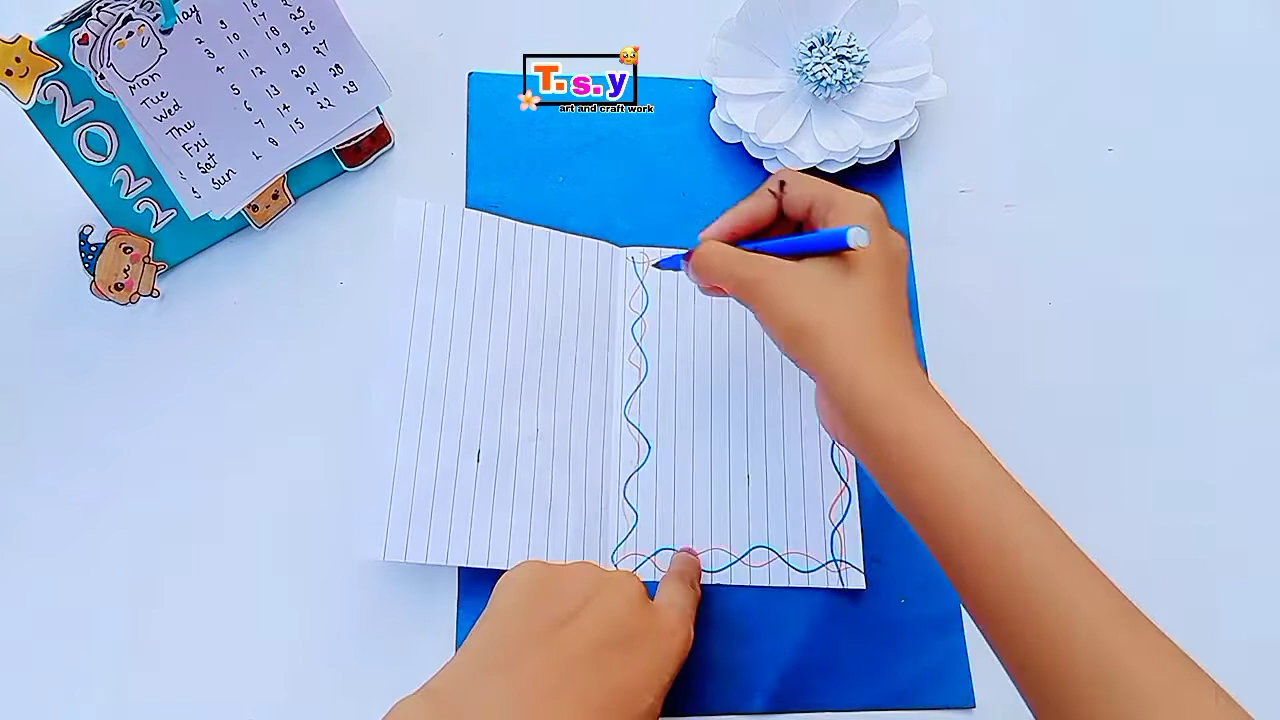 T. s. y
art and craft work
2022
May 9 16 25
Mon 2 10 17 26
Tue 3 11 18 27
Wed 4 12 19 28
Thu 5 13 20 29
Fri 6 14 21
Sat 7 15 22
Sun 1 8